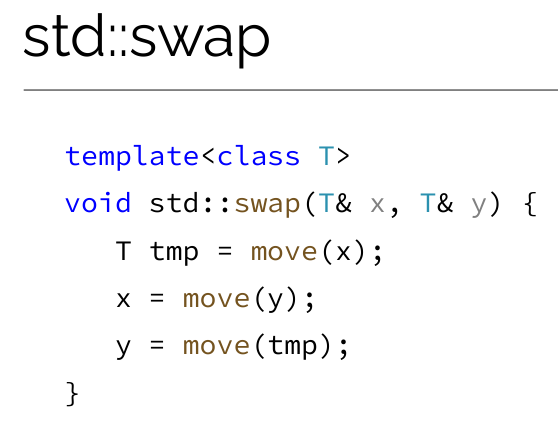 std::swap
template<class T>
void std::swap(T& x, T& y) {
   T tmp = move(x);
   x = move(y);
   y = move(tmp);
}